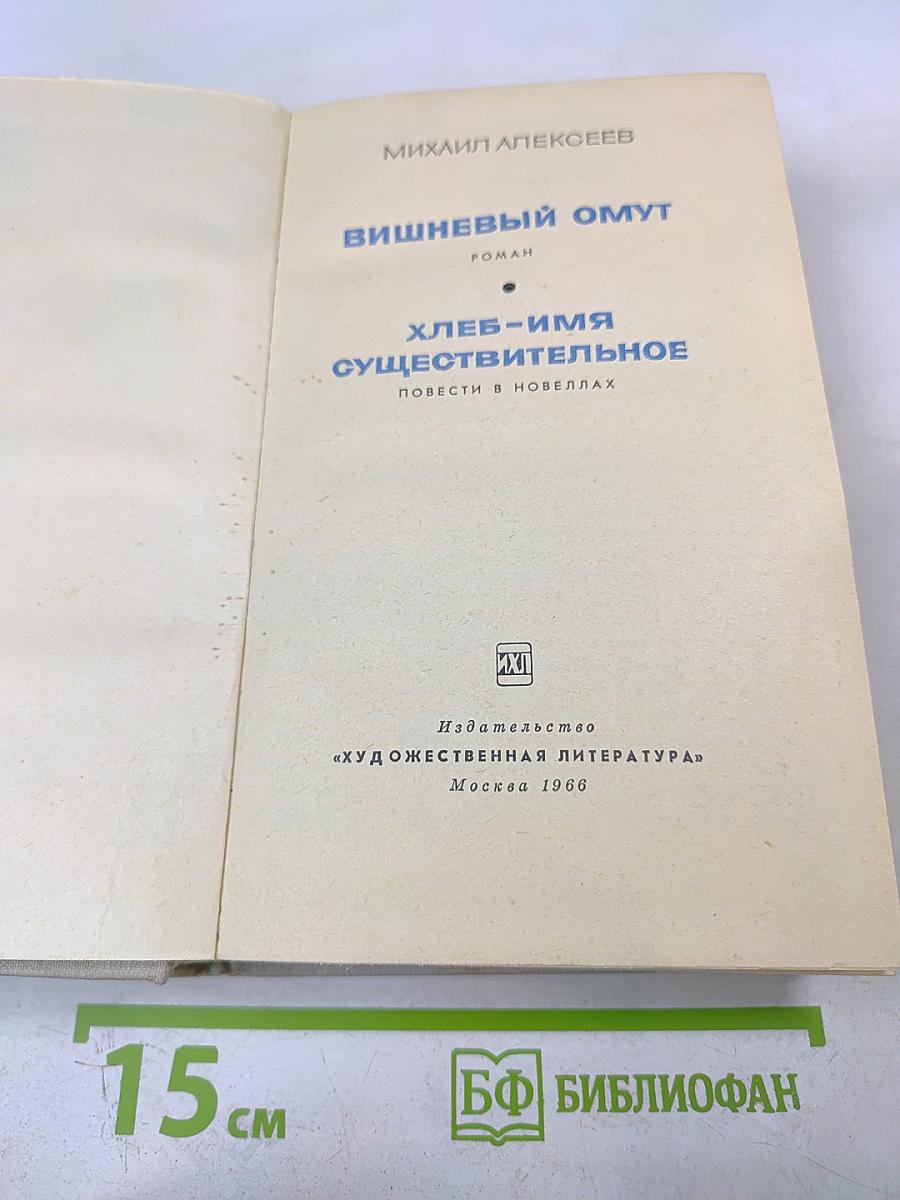 МИХАИЛ АЛЕКСЕЕВ
ВИШНЕВЫЙ ОМУТ
РОМАН
ХЛЕБ-ИМЯ
СУЩЕСТВИТЕЛЬНОЕ
ПОВЕСТИ В НОВЕЛЛАХ
ИХЛ
Издательство
«ХУДОЖЕСТВЕННАЯ ЛИТЕРАТУРА»
Москва 1966
15 см
БФ БИБЛИОФАН